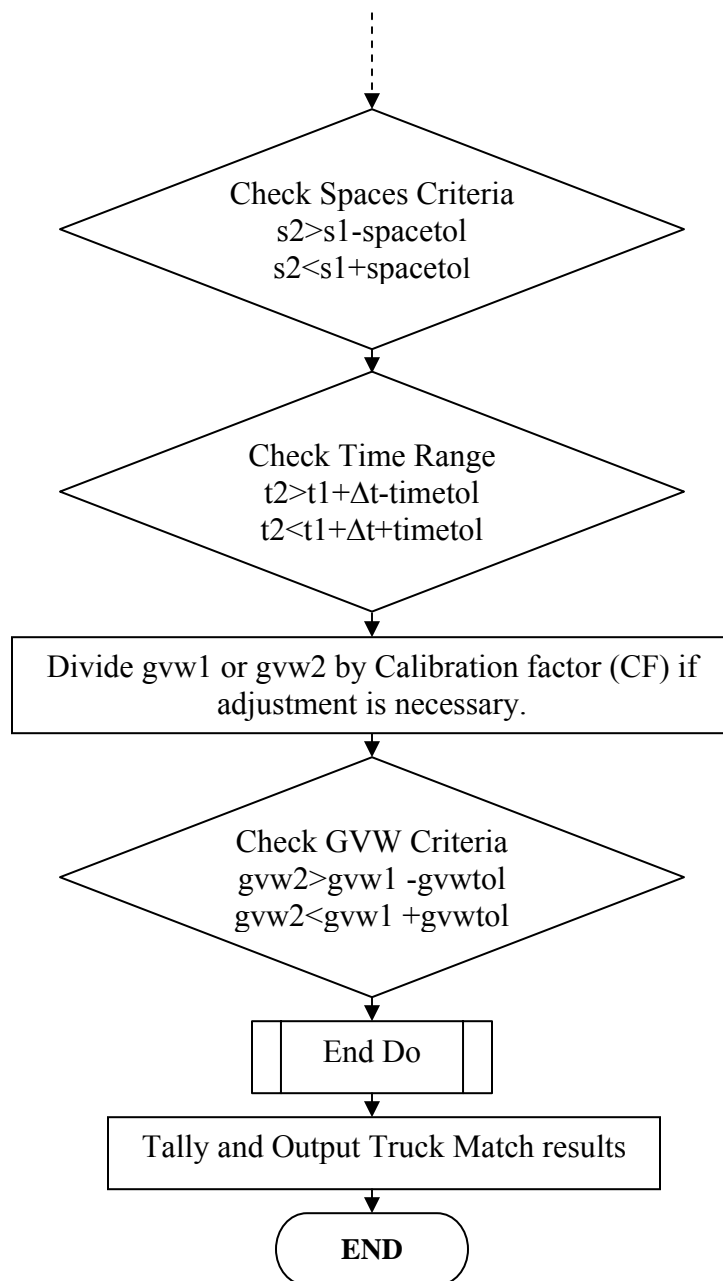 Check Spaces Criteria
s2>s1-spacetol
s2<s1+spacetol
Check Time Range
t2>t1+Δt-timetol
t2<t1+Δt+timetol
Divide gvw1 or gvw2 by Calibration factor (CF) if
adjustment is necessary.
Check GVW Criteria
gvw2>gvw1 -gvwtol
gvw2<gvw1 +gvwtol
End Do
Tally and Output Truck Match results
END